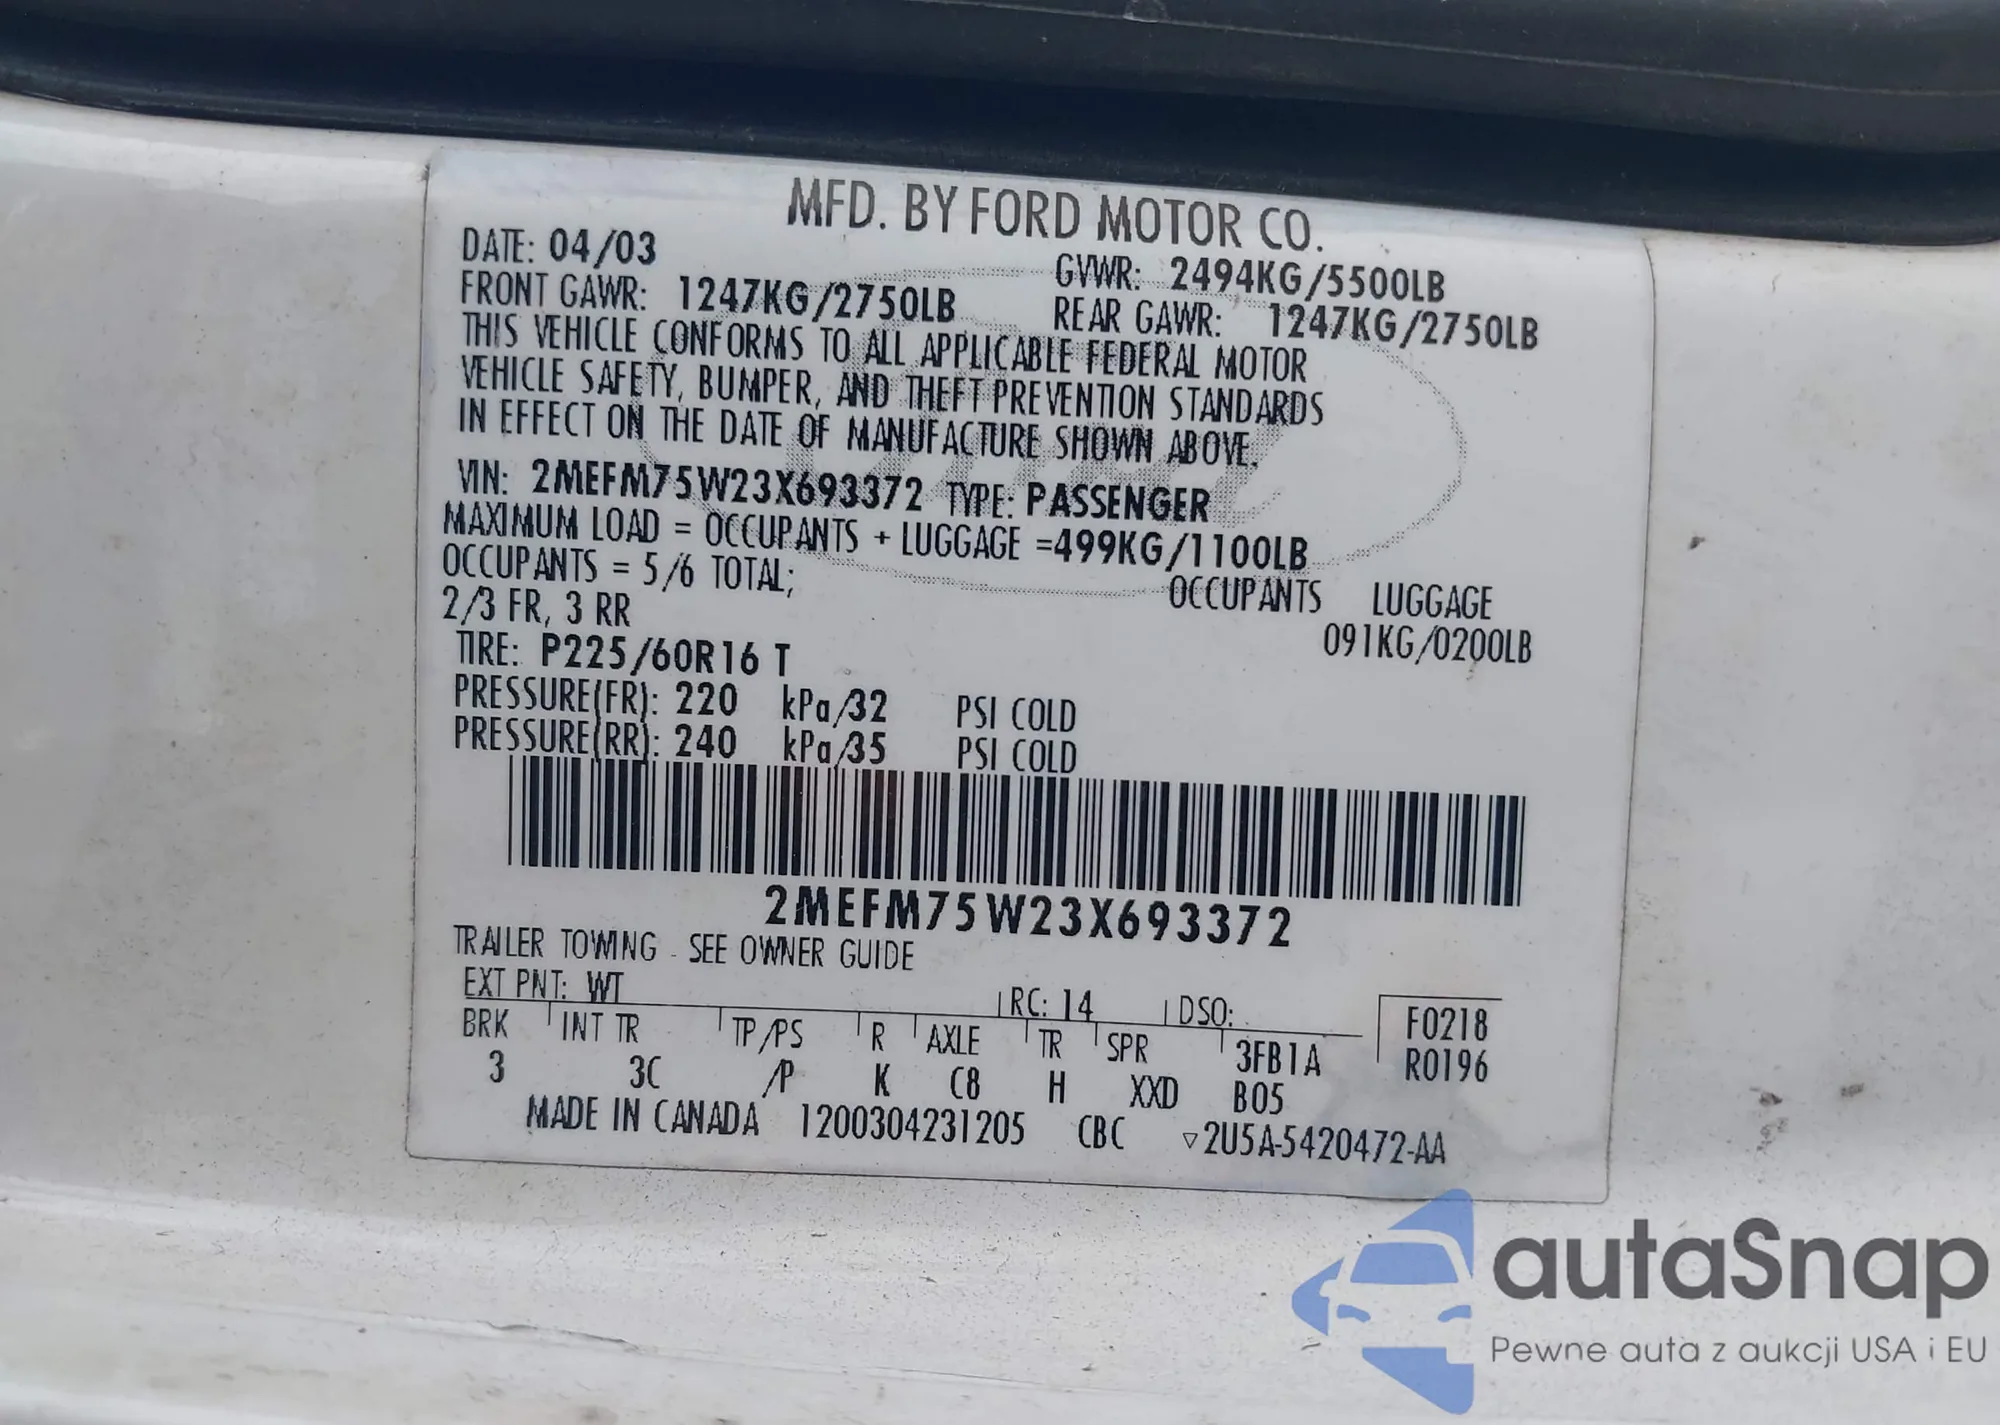 MFD. BY FORD MOTOR CO.
DATE: 04/03
GVWR: 2494KG/5500LB
FRONT GAWR: 1247KG/2750LB
REAR GAWR: 1247KG/2750LB
THIS VEHICLE CONFORMS TO ALL APPLICABLE FEDERAL MOTOR
VEHICLE SAFETY, BUMPER, AND THEFT PREVENTION STANDARDS
IN EFFECT ON THE DATE OF MANUFACTURE SHOWN ABOVE.
VIN: 2MEFM75W23X693372 TYPE: PASSENGER
MAXIMUM LOAD = OCCUPANTS + LUGGAGE =499KG/1100LB
OCCUPANTS = 5/6 TOTAL; OCCUPANTS LUGGAGE
2/3 FR, 3 RR 091KG/0200LB
TIRE: P225/60R16 T
PRESSURE(FR): 220 kPa/32 PSI COLD
PRESSURE(RR): 240 kPa/35 PSI COLD
2MEFM75W23X693372
TRAILER TOWING - SEE OWNER GUIDE
EXT PNT: WT RC: 14 DSO: F0218
BRK INT TR TP/PS R AXLE TR SPR 3FB1A R0196
3 3C /P K C8 H XXD B05
MADE IN CANADA 1200304231205 CBC ▽2U5A-5420472-AA
autaSnap
Pewne auta z aukcji USA i EU